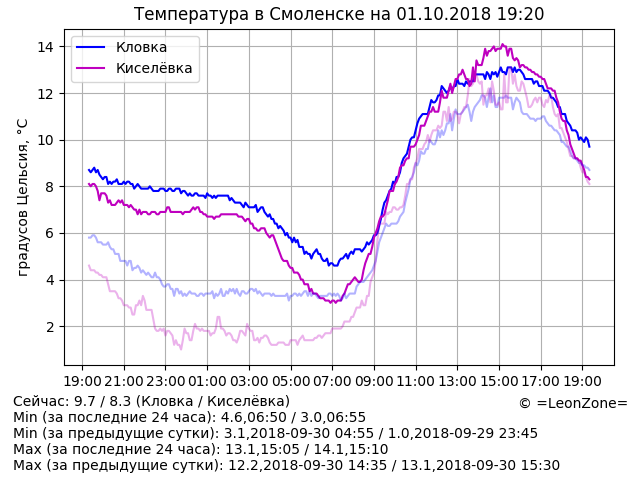 Температура в Смоленске на 01.10.2018 19:20
Кловка
Киселёвка
градусов Цельсия, °C
14
12
10
8
6
4
2
19:00 21:00 23:00 01:00 03:00 05:00 07:00 09:00 11:00 13:00 15:00 17:00 19:00
Сейчас: 9.7 / 8.3 (Кловка / Киселёвка)
© =LeonZone=
Min (за последние 24 часа): 4.6,06:50 / 3.0,06:55
Min (за предыдущие сутки): 3.1,2018-09-30 04:55 / 1.0,2018-09-29 23:45
Max (за последние 24 часа): 13.1,15:05 / 14.1,15:10
Max (за предыдущие сутки): 12.2,2018-09-30 14:35 / 13.1,2018-09-30 15:30